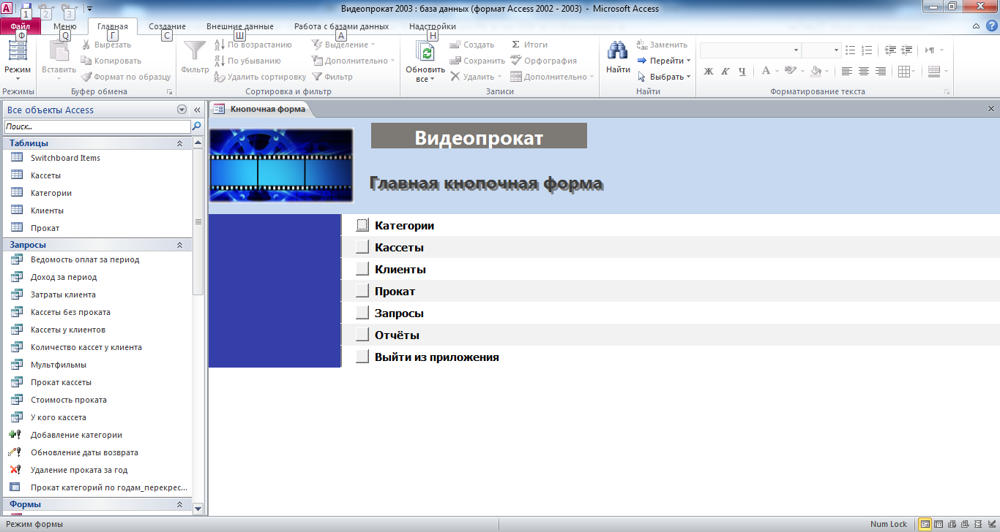 Видеопрокат 2003 : база данных (формат Access 2002 - 2003) - Microsoft Access
1 2 3
Файл Меню Главная Создание Внешние данные Работа с базами данных Надстройки
Ф Q Г С Ш А Н
Режим
Режимы
Вставить
Вырезать
Копировать
Формат по образцу
Буфер обмена
Фильтр
По возрастанию
По убыванию
Удалить сортировку
Выделение
Дополнительно
Фильтр
Сортировка и фильтр
Обновить
все
Создать
Сохранить
Удалить
Итоги
Орфография
Дополнительно
Записи
Найти
Заменить
Перейти
Выбрать
Найти
Ж К Ч
Форматирование текста
Все объекты Access
Поиск...
Таблицы
Switchboard Items
Кассеты
Категории
Клиенты
Прокат
Запросы
Ведомость оплат за период
Доход за период
Затраты клиента
Кассеты без проката
Кассеты у клиентов
Количество кассет у клиента
Мультфильмы
Прокат кассеты
Стоимость проката
У кого кассета
Добавление категории
Обновление даты возврата
Удаление проката за год
Прокат категорий по годам_перекрес...
Формы
Кнопочная форма
Видеопрокат
Главная кнопочная форма
Категории
Кассеты
Клиенты
Прокат
Запросы
Отчёты
Выйти из приложения
Режим формы
Num Lock